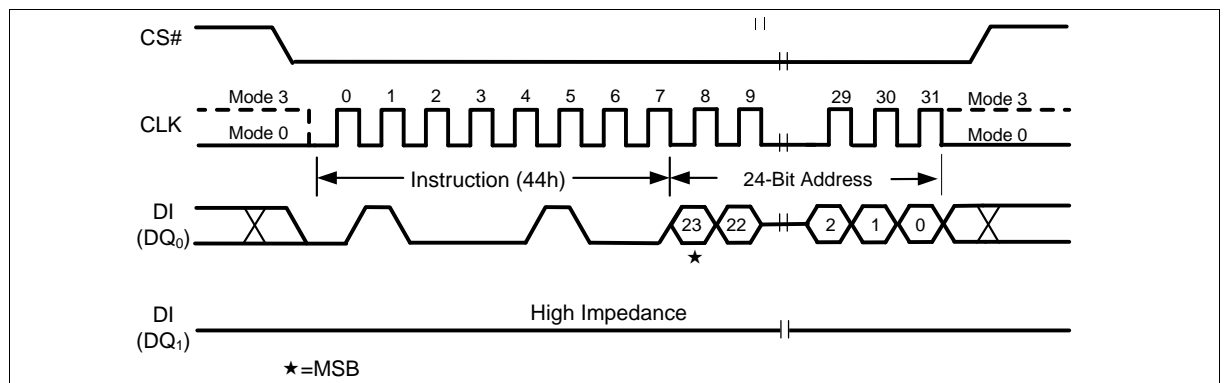 CS#
Mode 3 0 1 2 3 4 5 6 7 8 9 29 30 31 Mode 3
CLK
Mode 0 Mode 0
Instruction (44h) 24-Bit Address
DI
(DQ0) 23 22 2 1 0
★
High Impedance
DI
(DQ1)
★=MSB